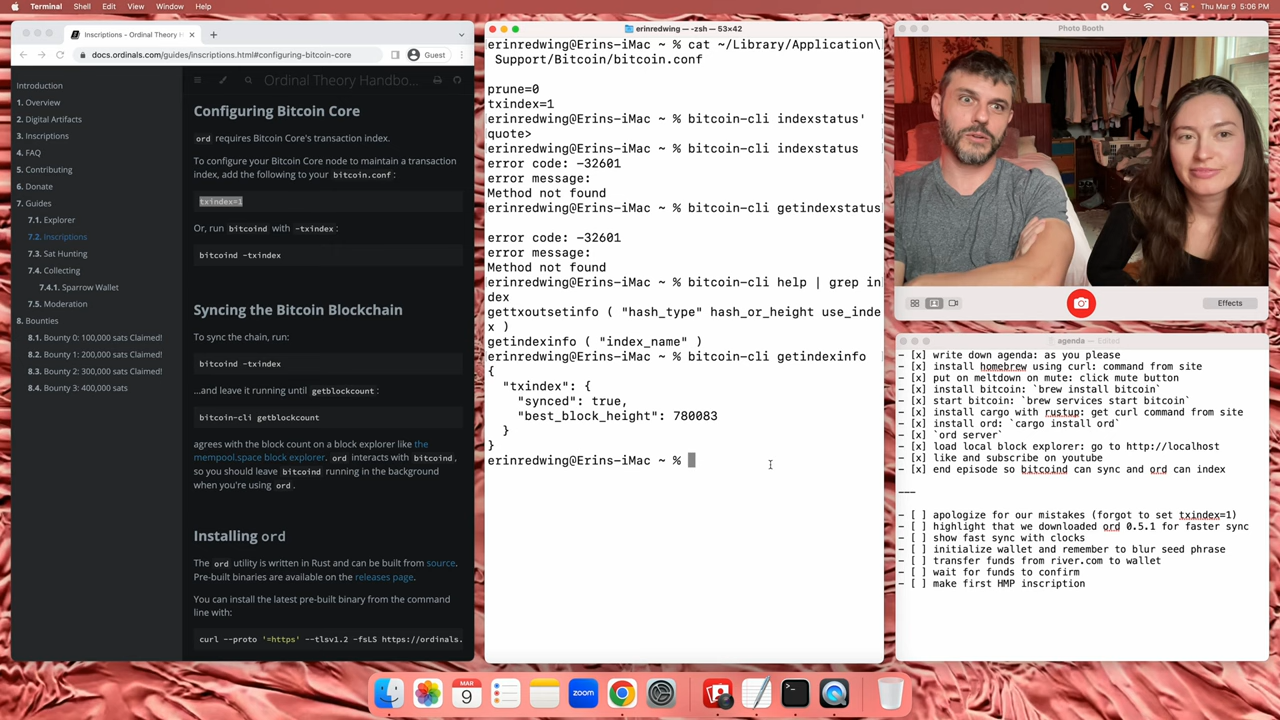 Terminal Shell Edit View Window Help
Thu Mar 9 5:06 PM
Inscriptions - Ordinal Theory H
docs.ordinals.com/guides/inscriptions.html#configuring-bitcoin-core
Guest
Introduction
1. Overview
2. Digital Artifacts
3. Inscriptions
4. FAQ
5. Contributing
6. Donate
7. Guides
7.1. Explorer
7.2. Inscriptions
7.3. Sat Hunting
7.4. Collecting
7.4.1. Sparrow Wallet
7.5. Moderation
8. Bounties
8.1. Bounty 0: 100,000 sats Claimed!
8.2. Bounty 1: 200,000 sats Claimed!
8.3. Bounty 2: 300,000 sats Claimed!
8.4. Bounty 3: 400,000 sats
Ordinal Theory Handbo...
Configuring Bitcoin Core
ord requires Bitcoin Core's transaction index.
To configure your Bitcoin Core node to maintain a transaction
index, add the following to your bitcoin.conf:
txindex=1
Or, run bitcoind with -txindex:
bitcoind -txindex
Syncing the Bitcoin Blockchain
To sync the chain, run:
bitcoind -txindex
...and leave it running until getblockcount:
bitcoin-cli getblockcount
agrees with the block count on a block explorer like the
mempool.space block explorer. ord interacts with bitcoind,
so you should leave bitcoind running in the background
when you're using ord.
Installing ord
The ord utility is written in Rust and can be built from source.
Pre-built binaries are available on the releases page.
You can install the latest pre-built binary from the command
line with:
curl --proto '=https' --tlsv1.2 -fsLS https://ordinals.
erinredwing — -zsh — 53×42
erinredwing@Erins-iMac ~ % cat ~/Library/Application\
Support/Bitcoin/bitcoin.conf
prune=0
txindex=1
erinredwing@Erins-iMac ~ % bitcoin-cli indexstatus'
quote>
erinredwing@Erins-iMac ~ % bitcoin-cli indexstatus
error code: -32601
error message:
Method not found
erinredwing@Erins-iMac ~ % bitcoin-cli getindexstatus
error code: -32601
error message:
Method not found
erinredwing@Erins-iMac ~ % bitcoin-cli help | grep in
dex
gettxoutsetinfo ( "hash_type" hash_or_height use_inde
x )
getindexinfo ( "index_name" )
erinredwing@Erins-iMac ~ % bitcoin-cli getindexinfo
{
"txindex": {
"synced": true,
"best_block_height": 780083
}
}
erinredwing@Erins-iMac ~ %
Photo Booth
Effects
agenda — Edited
- [x] write down agenda: as you please
- [x] install homebrew using curl: command from site
- [x] put on meltdown on mute: click mute button
- [x] install bitcoin: `brew install bitcoin`
- [x] start bitcoin: `brew services start bitcoin`
- [x] install cargo with rustup: get curl command from site
- [x] install ord: `cargo install ord`
- [x] `ord server`
- [x] load local block explorer: go to http://localhost
- [x] like and subscribe on youtube
- [x] end episode so bitcoind can sync and ord can index
---
- [ ] apologize for our mistakes (forgot to set txindex=1)
- [ ] highlight that we downloaded ord 0.5.1 for faster sync
- [ ] show fast sync with clocks
- [ ] initialize wallet and remember to blur seed phrase
- [ ] transfer funds from river.com to wallet
- [ ] wait for funds to confirm
- [ ] make first HMP inscription
MAR
9
zoom